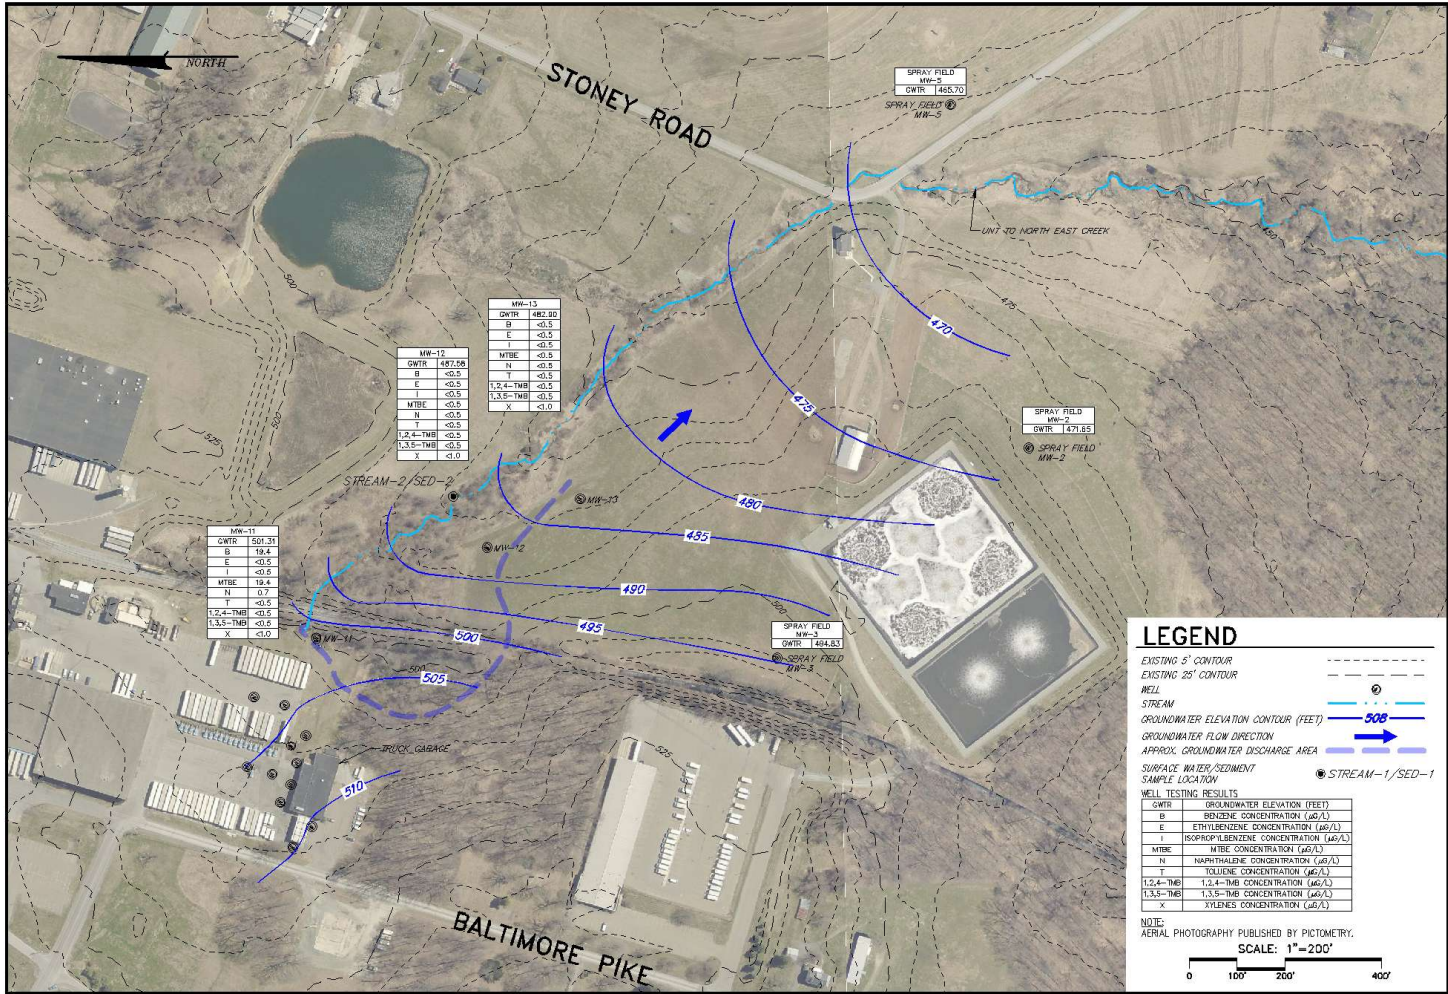 NORTH
STONEY ROAD
SPRAY FIELD
MW-5
GWTR 465.70
SPRAY FIELD
MW-5
UNT TO NORTH EAST CREEK
450
475
470
475
500
500
525
MW-13
GWTR 482.90
B <0.5
E <0.5
I <0.5
MTBE <0.5
N <0.5
T <0.5
1,2,4-TMB <0.5
1,3,5-TMB <0.5
X <1.0
MW-12
GWTR 487.58
B <0.5
E <0.5
I <0.5
MTBE <0.5
N <0.5
T <0.5
1,2,4-TMB <0.5
1,3,5-TMB <0.5
X <1.0
SPRAY FIELD
MW-2
GWTR 471.65
SPRAY FIELD
MW-2
STREAM-2/SED-2
MW-13
480
485
MW-12
490
495
500
MW-11
GWTR 501.31
B 19.4
E <0.5
I <0.5
MTBE 19.4
N 0.7
T <0.5
1,2,4-TMB <0.5
1,3,5-TMB <0.5
X <1.0
MW-11
500
SPRAY FIELD
MW-3
GWTR 494.83
SPRAY FIELD
MW-3
500
505
TRUCK GARAGE
510
525
BALTIMORE PIKE
LEGEND
EXISTING 5' CONTOUR
EXISTING 25' CONTOUR
WELL
STREAM
GROUNDWATER ELEVATION CONTOUR (FEET) 508
GROUNDWATER FLOW DIRECTION
APPROX. GROUNDWATER DISCHARGE AREA
SURFACE WATER/SEDIMENT
SAMPLE LOCATION STREAM-1/SED-1
WELL TESTING RESULTS
GWTR GROUNDWATER ELEVATION (FEET)
B BENZENE CONCENTRATION (µG/L)
E ETHYLBENZENE CONCENTRATION (µG/L)
I ISOPROPYLBENZENE CONCENTRATION (µG/L)
MTBE MTBE CONCENTRATION (µG/L)
N NAPHTHALENE CONCENTRATION (µG/L)
T TOLUENE CONCENTRATION (µG/L)
1,2,4-TMB 1,2,4-TMB CONCENTRATION (µG/L)
1,3,5-TMB 1,3,5-TMB CONCENTRATION (µG/L)
X XYLENES CONCENTRATION (µG/L)
NOTE:
AERIAL PHOTOGRAPHY PUBLISHED BY PICTOMETRY.
SCALE: 1"=200'
0 100' 200' 400'